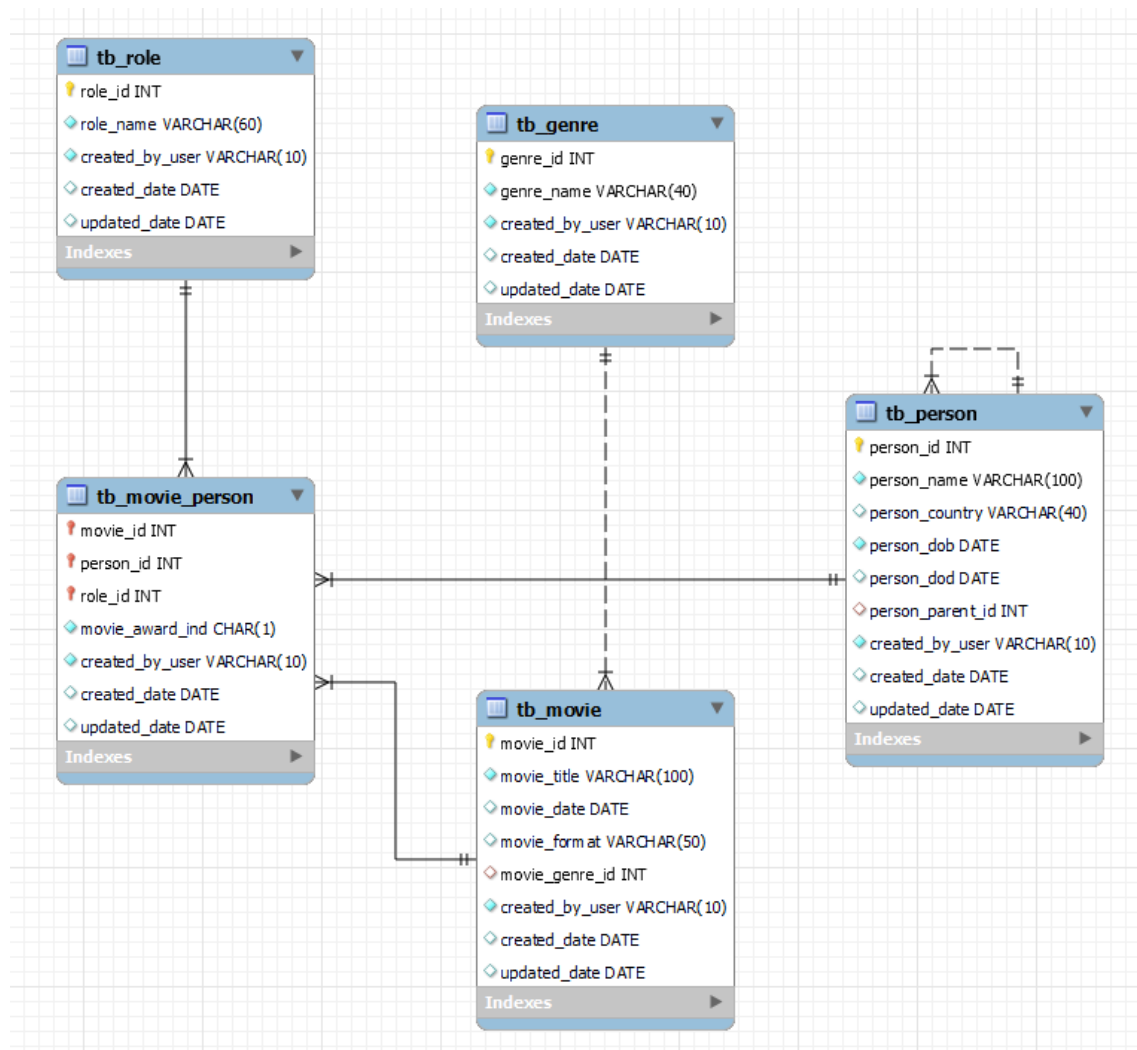 tb_role
role_id INT
role_name VARCHAR(60)
created_by_user VARCHAR(10)
created_date DATE
updated_date DATE
Indexes
tb_genre
genre_id INT
genre_name VARCHAR(40)
created_by_user VARCHAR(10)
created_date DATE
updated_date DATE
Indexes
tb_person
person_id INT
person_name VARCHAR(100)
person_country VARCHAR(40)
person_dob DATE
person_dod DATE
person_parent_id INT
created_by_user VARCHAR(10)
created_date DATE
updated_date DATE
Indexes
tb_movie_person
movie_id INT
person_id INT
role_id INT
movie_award_ind CHAR(1)
created_by_user VARCHAR(10)
created_date DATE
updated_date DATE
Indexes
tb_movie
movie_id INT
movie_title VARCHAR(100)
movie_date DATE
movie_format VARCHAR(50)
movie_genre_id INT
created_by_user VARCHAR(10)
created_date DATE
updated_date DATE
Indexes